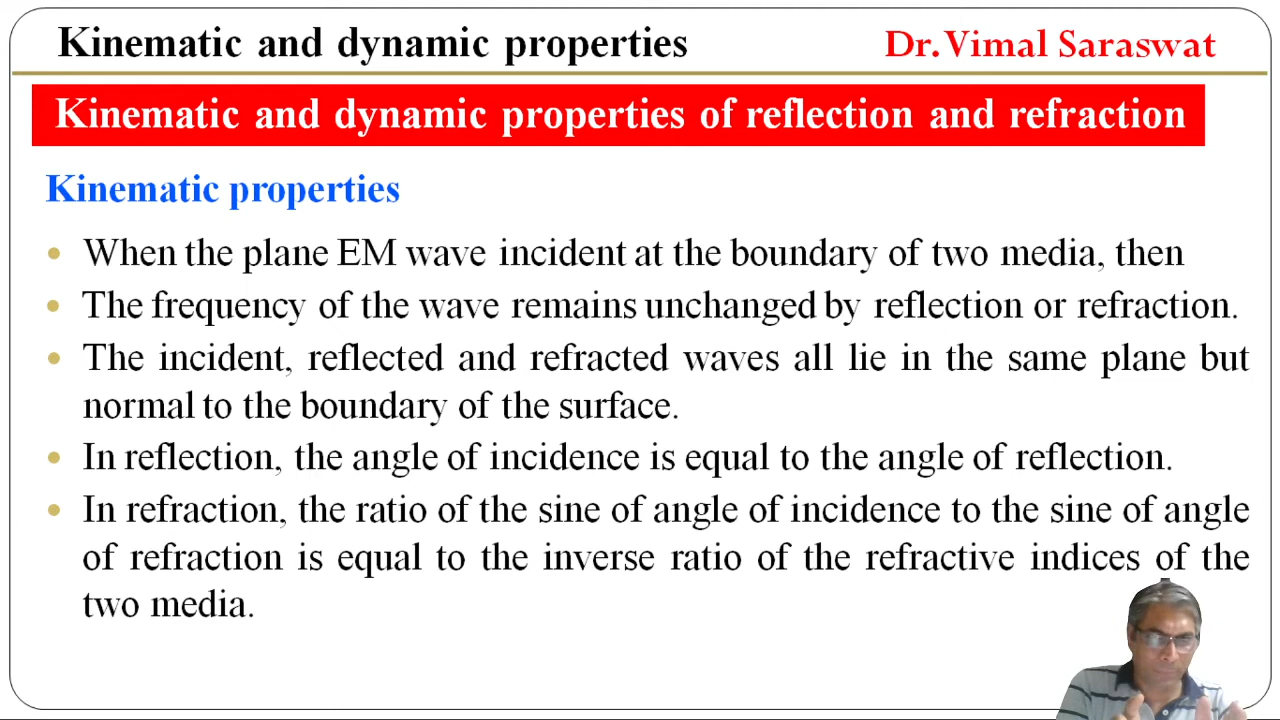 Kinematic and dynamic properties
Dr. Vimal Saraswat
Kinematic and dynamic properties of reflection and refraction
Kinematic properties
• When the plane EM wave incident at the boundary of two media, then
• The frequency of the wave remains unchanged by reflection or refraction.
• The incident, reflected and refracted waves all lie in the same plane but
normal to the boundary of the surface.
• In reflection, the angle of incidence is equal to the angle of reflection.
• In refraction, the ratio of the sine of angle of incidence to the sine of angle
of refraction is equal to the inverse ratio of the refractive indices of the
two media.